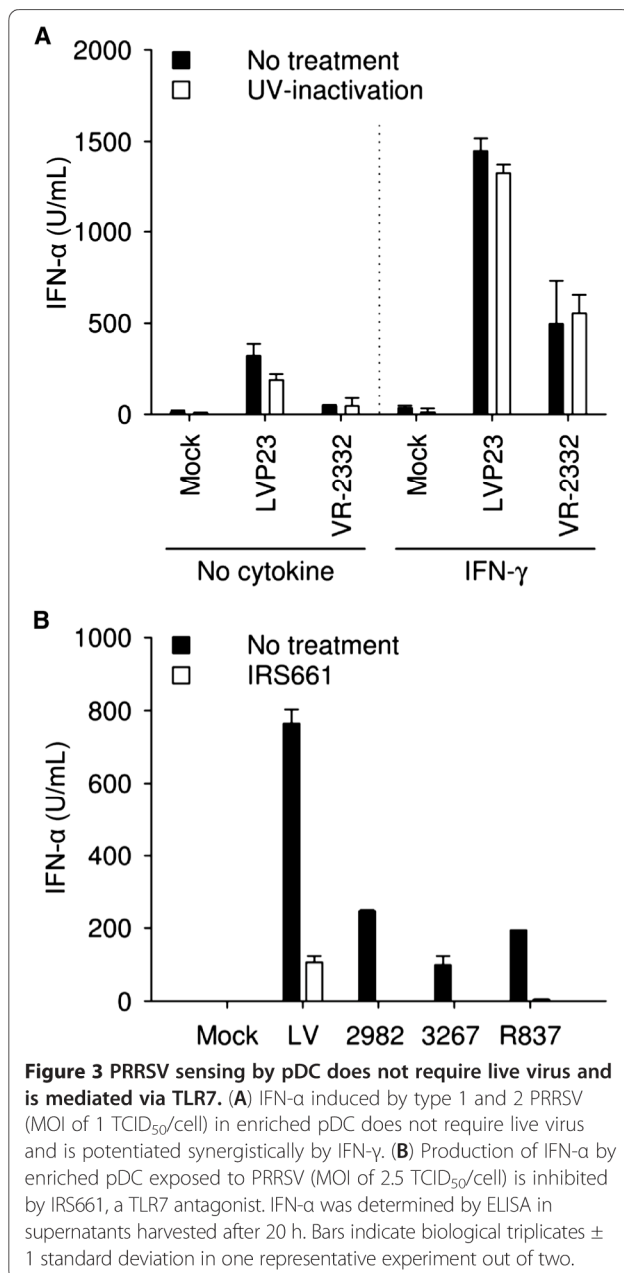 A
2000
No treatment
UV-inactivation
1500
1000
500
0
IFN-α (U/mL)
Mock
LVP23
VR-2332
Mock
LVP23
VR-2332
No cytokine
IFN-γ
B
1000
No treatment
IRS661
800
600
400
200
0
IFN-α (U/mL)
Mock LV 2982 3267 R837
Figure 3 PRRSV sensing by pDC does not require live virus and
is mediated via TLR7. (A) IFN-α induced by type 1 and 2 PRRSV
(MOI of 1 TCID50/cell) in enriched pDC does not require live virus
and is potentiated synergistically by IFN-γ. (B) Production of IFN-α by
enriched pDC exposed to PRRSV (MOI of 2.5 TCID50/cell) is inhibited
by IRS661, a TLR7 antagonist. IFN-α was determined by ELISA in
supernatants harvested after 20 h. Bars indicate biological triplicates ±
1 standard deviation in one representative experiment out of two.